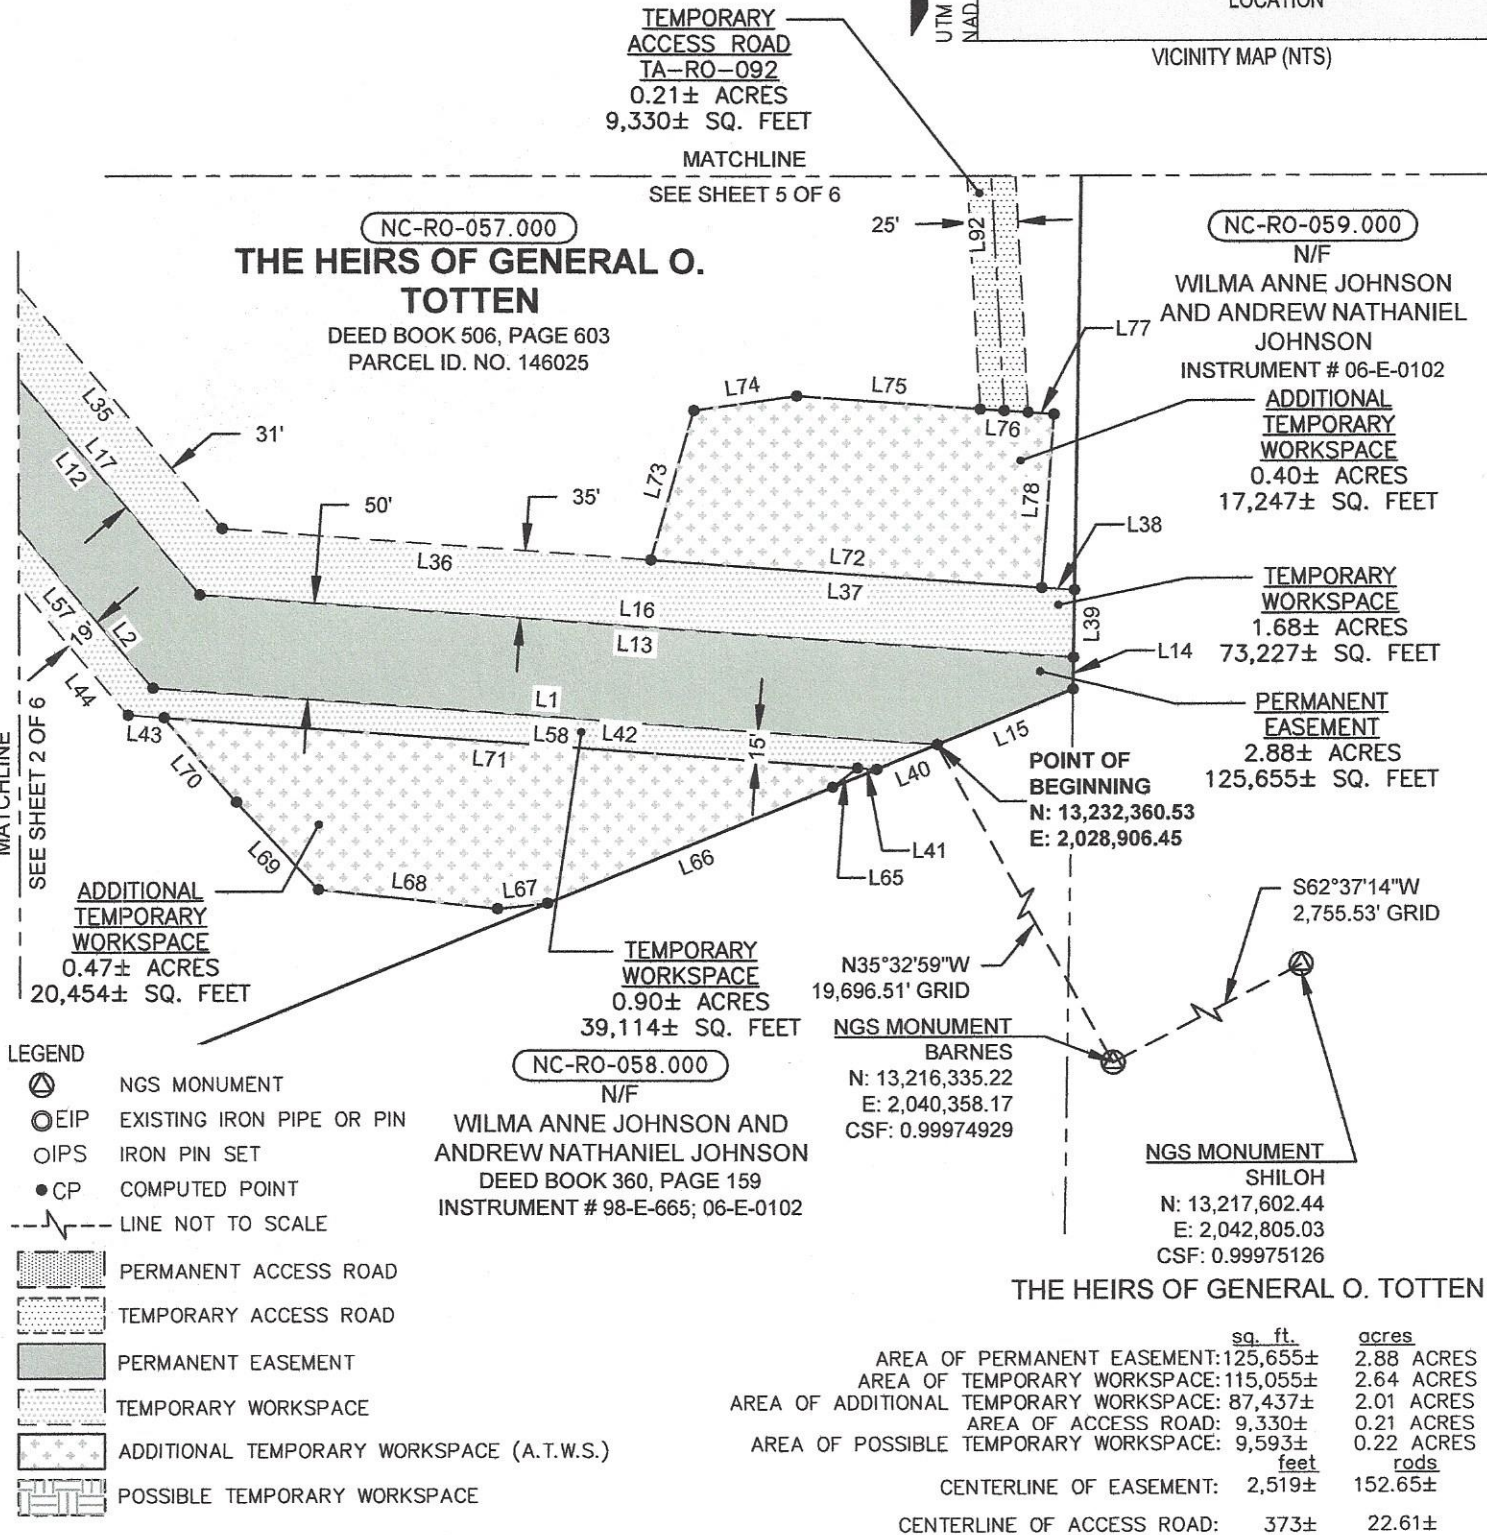 TEMPORARY
ACCESS ROAD
TA-RO-092
0.21± ACRES
9,330± SQ. FEET
UTM
NAD
LOCATION
VICINITY MAP (NTS)
MATCHLINE
SEE SHEET 5 OF 6
NC-RO-057.000
THE HEIRS OF GENERAL O.
TOTTEN
DEED BOOK 506, PAGE 603
PARCEL ID. NO. 146025
25'
L92
NC-RO-059.000
N/F
WILMA ANNE JOHNSON
AND ANDREW NATHANIEL
JOHNSON
INSTRUMENT # 06-E-0102
L77
L74
L75
L76
L35
L17
L12
31'
50'
35'
L73
L78
ADDITIONAL
TEMPORARY
WORKSPACE
0.40± ACRES
17,247± SQ. FEET
L38
L36
L72
L37
L16
L13
L39
TEMPORARY
WORKSPACE
1.68± ACRES
73,227± SQ. FEET
L14
L57
19'
L2
L44
L1
L43
L58
L42
L71
15'
L15
L40
PERMANENT
EASEMENT
2.88± ACRES
125,655± SQ. FEET
POINT OF
BEGINNING
N: 13,232,360.53
E: 2,028,906.45
L70
L69
L68
L67
L66
L65
L41
MATCHLINE
SEE SHEET 2 OF 6
ADDITIONAL
TEMPORARY
WORKSPACE
0.47± ACRES
20,454± SQ. FEET
TEMPORARY
WORKSPACE
0.90± ACRES
39,114± SQ. FEET
S62°37'14"W
2,755.53' GRID
N35°32'59"W
19,696.51' GRID
NGS MONUMENT
BARNES
N: 13,216,335.22
E: 2,040,358.17
CSF: 0.99974929
NGS MONUMENT
SHILOH
N: 13,217,602.44
E: 2,042,805.03
CSF: 0.99975126
NC-RO-058.000
N/F
WILMA ANNE JOHNSON AND
ANDREW NATHANIEL JOHNSON
DEED BOOK 360, PAGE 159
INSTRUMENT # 98-E-665; 06-E-0102
LEGEND
NGS MONUMENT
EIP EXISTING IRON PIPE OR PIN
IPS IRON PIN SET
CP COMPUTED POINT
LINE NOT TO SCALE
PERMANENT ACCESS ROAD
TEMPORARY ACCESS ROAD
PERMANENT EASEMENT
TEMPORARY WORKSPACE
ADDITIONAL TEMPORARY WORKSPACE (A.T.W.S.)
POSSIBLE TEMPORARY WORKSPACE
THE HEIRS OF GENERAL O. TOTTEN
sq. ft. acres
AREA OF PERMANENT EASEMENT: 125,655± 2.88 ACRES
AREA OF TEMPORARY WORKSPACE: 115,055± 2.64 ACRES
AREA OF ADDITIONAL TEMPORARY WORKSPACE: 87,437± 2.01 ACRES
AREA OF ACCESS ROAD: 9,330± 0.21 ACRES
AREA OF POSSIBLE TEMPORARY WORKSPACE: 9,593± 0.22 ACRES
feet rods
CENTERLINE OF EASEMENT: 2,519± 152.65±
CENTERLINE OF ACCESS ROAD: 373± 22.61±